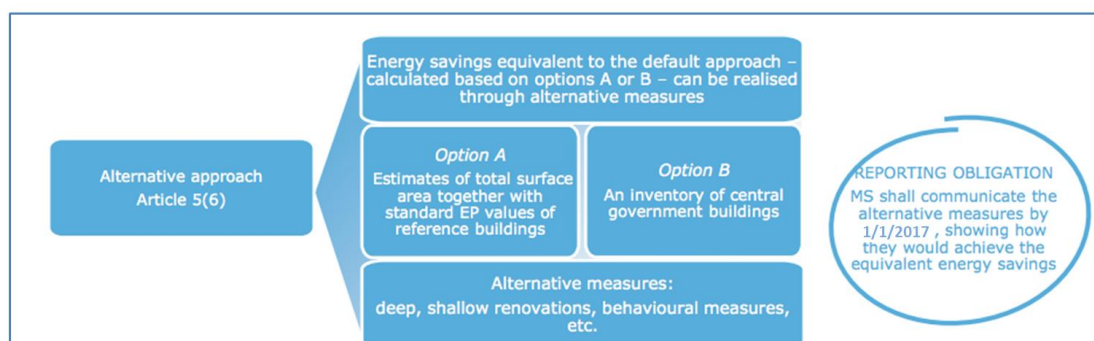 Energy savings equivalent to the default approach –
calculated based on options A or B – can be realised
through alternative measures
Alternative approach
Article 5(6)
Option A
Estimates of total surface
area together with
standard EP values of
reference buildings
Option B
An inventory of central
government buildings
Alternative measures:
deep, shallow renovations, behavioural measures,
etc.
REPORTING OBLIGATION
MS shall communicate the
alternative measures by
1/1/2017 , showing how
they would achieve the
equivalent energy savings